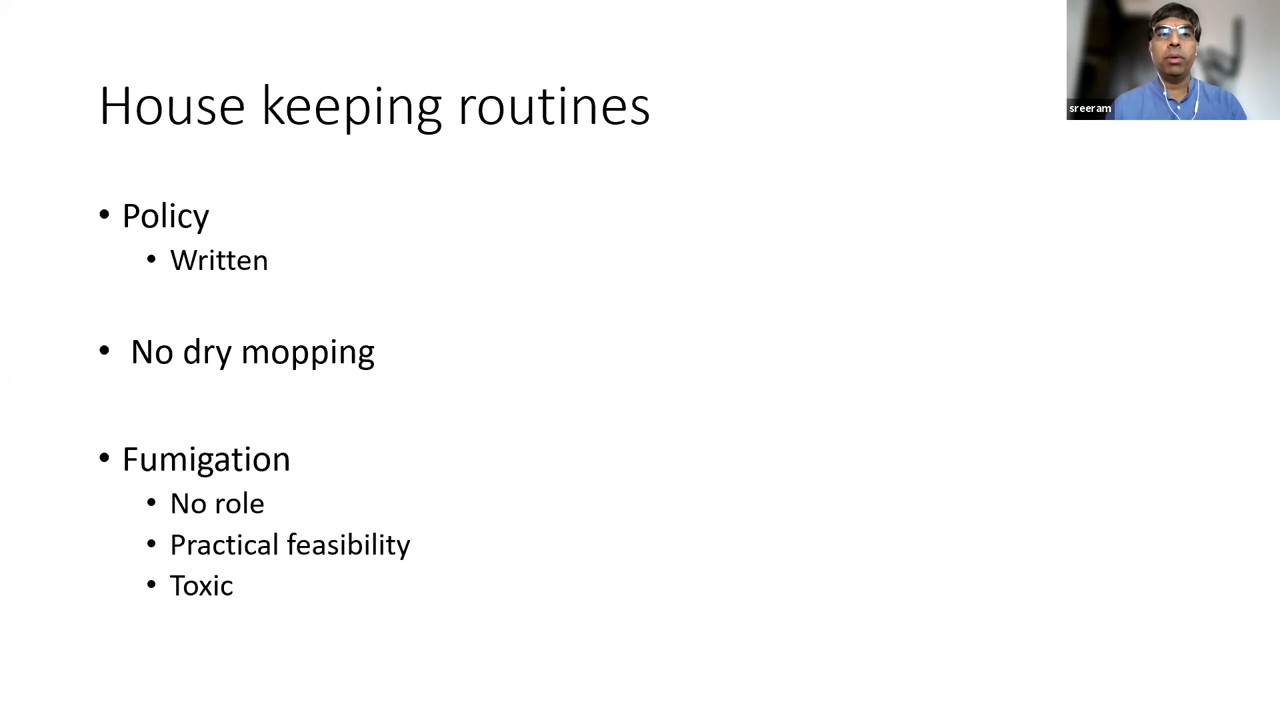 sreeram
House keeping routines
• Policy
• Written
• No dry mopping
• Fumigation
• No role
• Practical feasibility
• Toxic